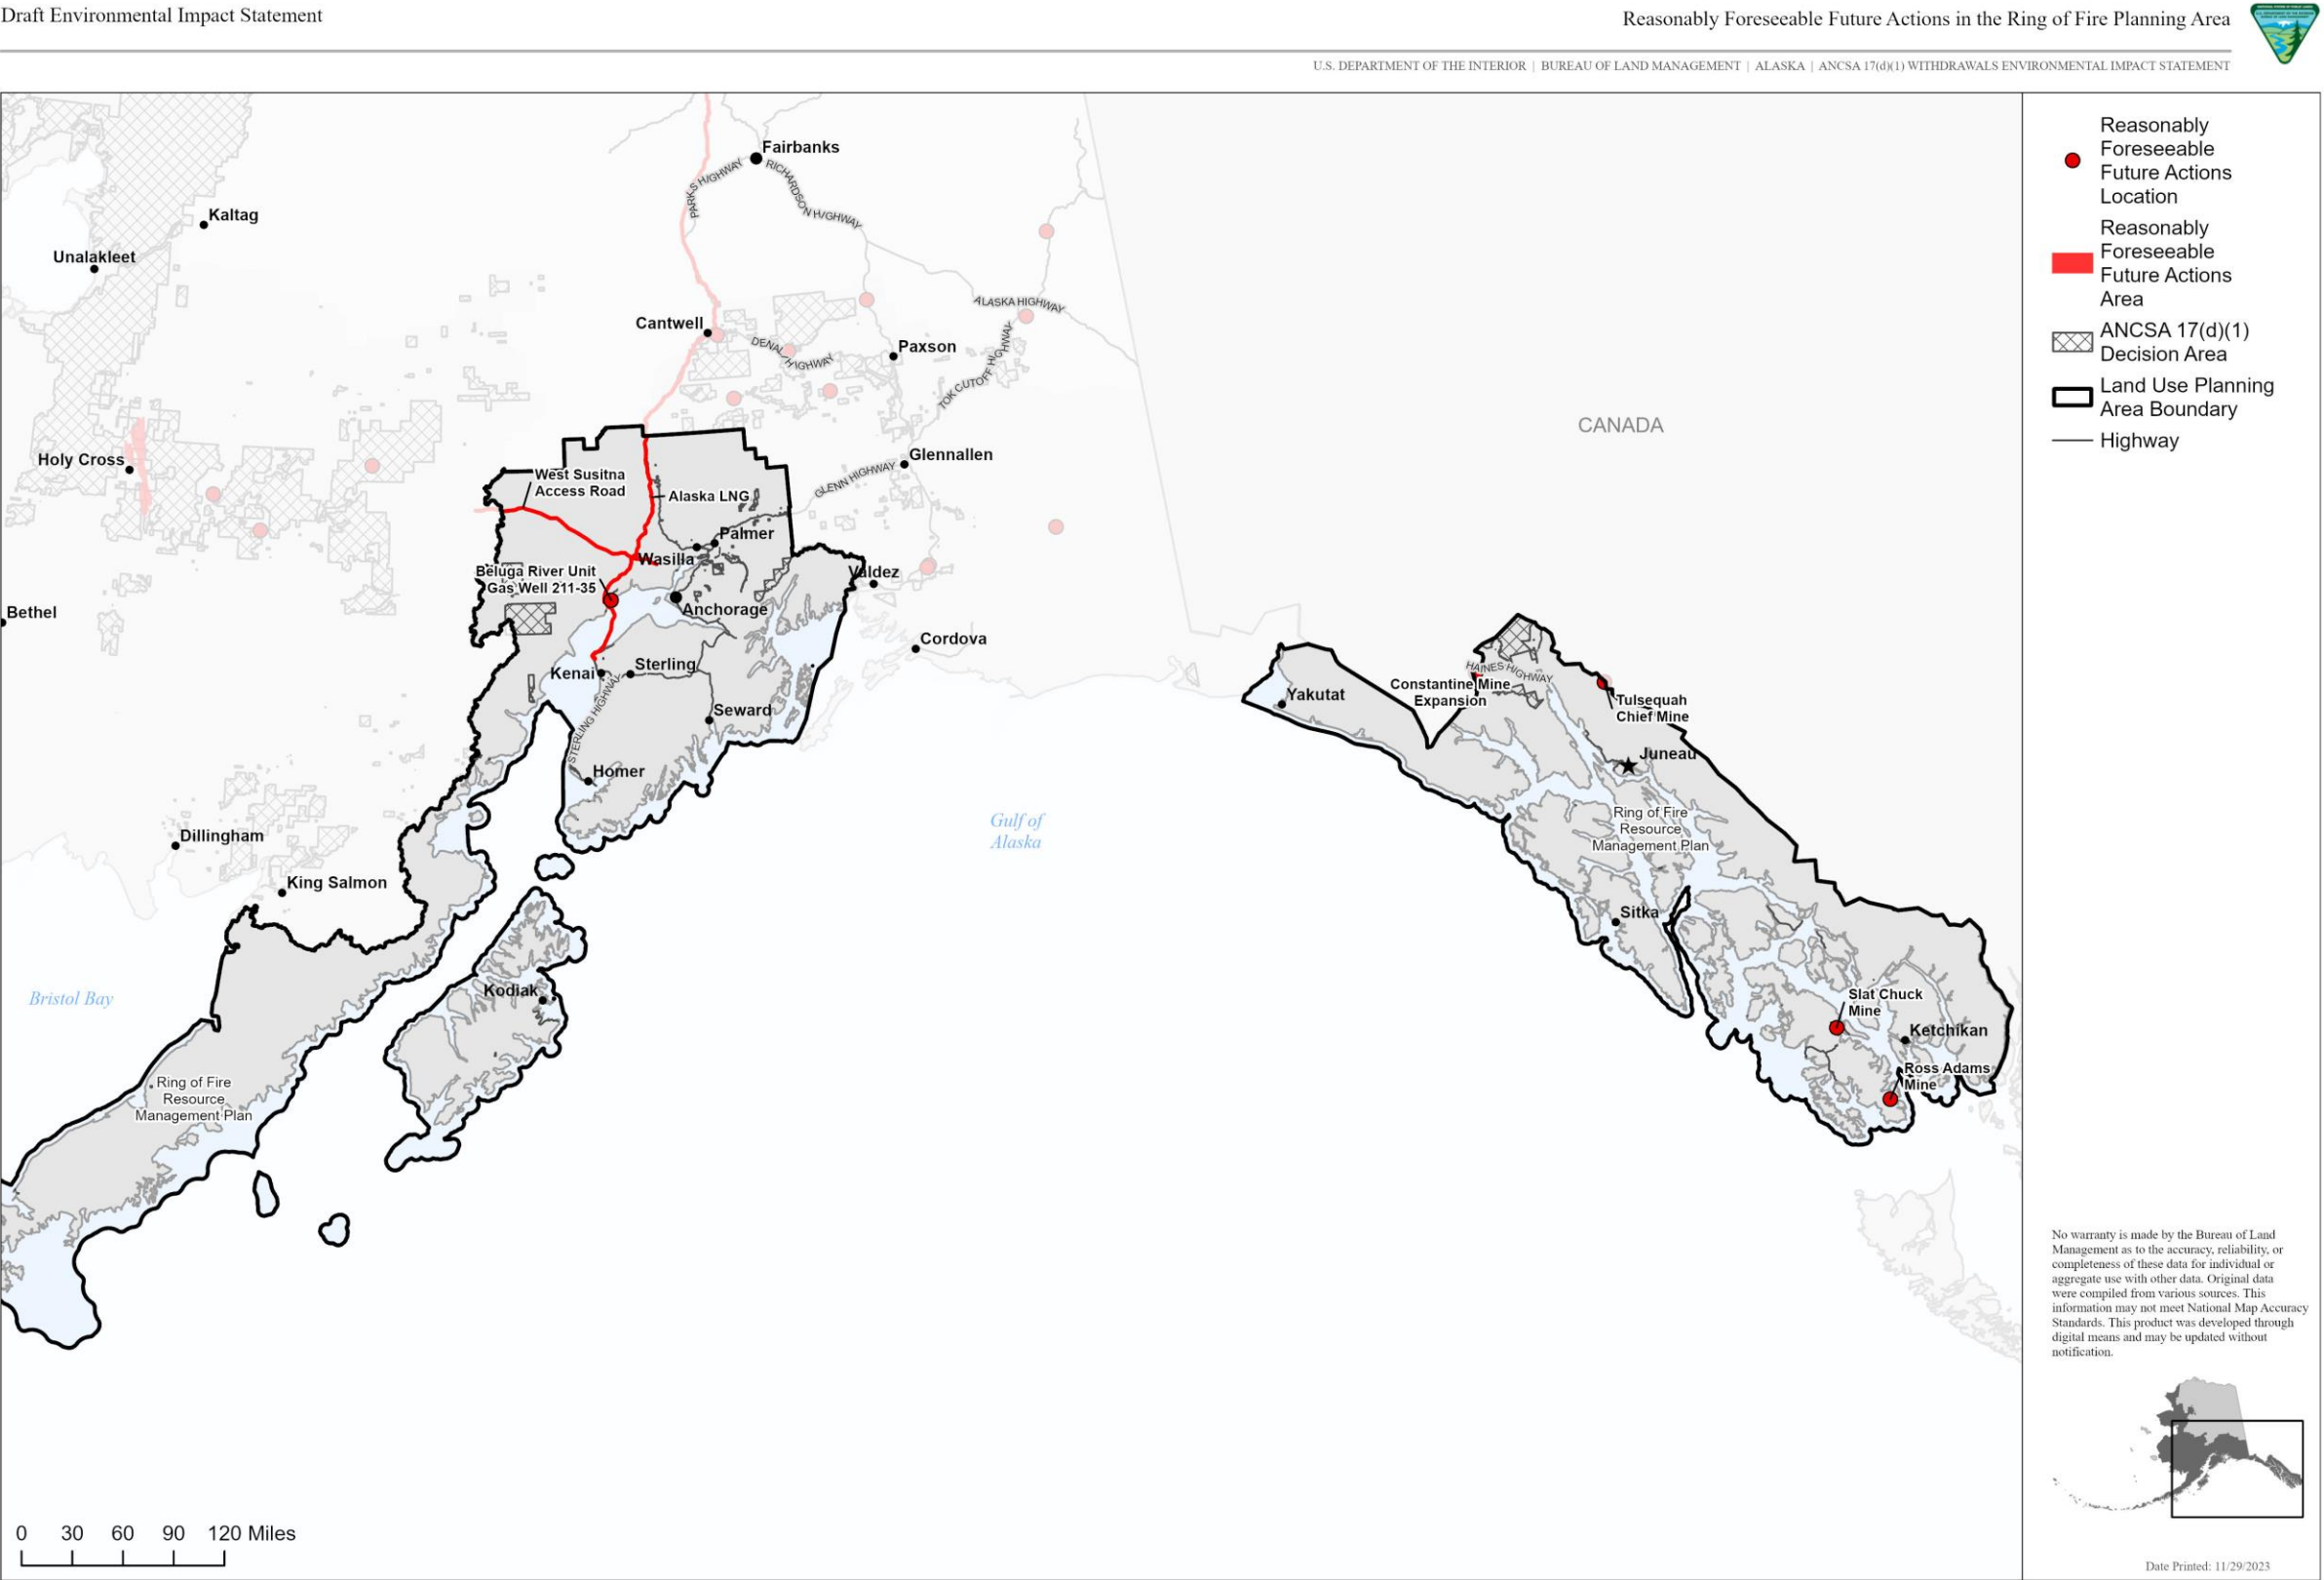 Draft Environmental Impact Statement
Reasonably Foreseeable Future Actions in the Ring of Fire Planning Area
U.S. DEPARTMENT OF THE INTERIOR | BUREAU OF LAND MANAGEMENT | ALASKA | ANCSA 17(d)(1) WITHDRAWALS ENVIRONMENTAL IMPACT STATEMENT
Fairbanks
PARKS HIGHWAY
RICHARDSON HIGHWAY
Kaltag
Unalakleet
ALASKA HIGHWAY
Cantwell
DENALI HIGHWAY
Paxson
TOK CUTOFF HIGHWAY
CANADA
Holy Cross
Glennallen
GLENN HIGHWAY
West Susitna
Access Road
Alaska LNG
Palmer
Wasilla
Beluga River Unit
Gas Well 211-35
Valdez
Anchorage
Bethel
Cordova
Kenai
Sterling
STERLING HIGHWAY
Seward
Homer
Yakutat
HAINES HIGHWAY
Constantine Mine
Expansion
Tulsequah
Chief Mine
Juneau
Gulf of
Alaska
Ring of Fire
Resource
Management Plan
Dillingham
King Salmon
Sitka
Bristol Bay
Kodiak
Slat Chuck
Mine
Ketchikan
Ross Adams
Mine
Ring of Fire
Resource
Management Plan
0 30 60 90 120 Miles
Reasonably
Foreseeable
Future Actions
Location
Reasonably
Foreseeable
Future Actions
Area
ANCSA 17(d)(1)
Decision Area
Land Use Planning
Area Boundary
Highway
No warranty is made by the Bureau of Land
Management as to the accuracy, reliability, or
completeness of these data for individual or
aggregate use with other data. Original data
were compiled from various sources. This
information may not meet National Map Accuracy
Standards. This product was developed through
digital means and may be updated without
notification.
Date Printed: 11/29/2023